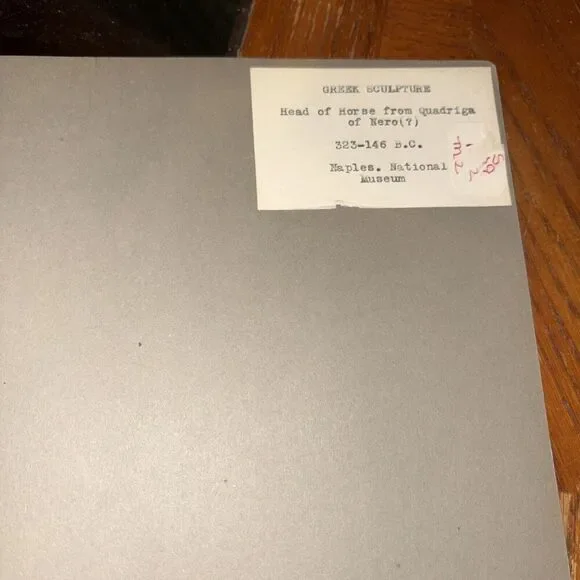 GREEK SCULPTURE
Head of Horse from Quadriga
of Nero(?)
323-146 B.C.
Naples. National
Museum